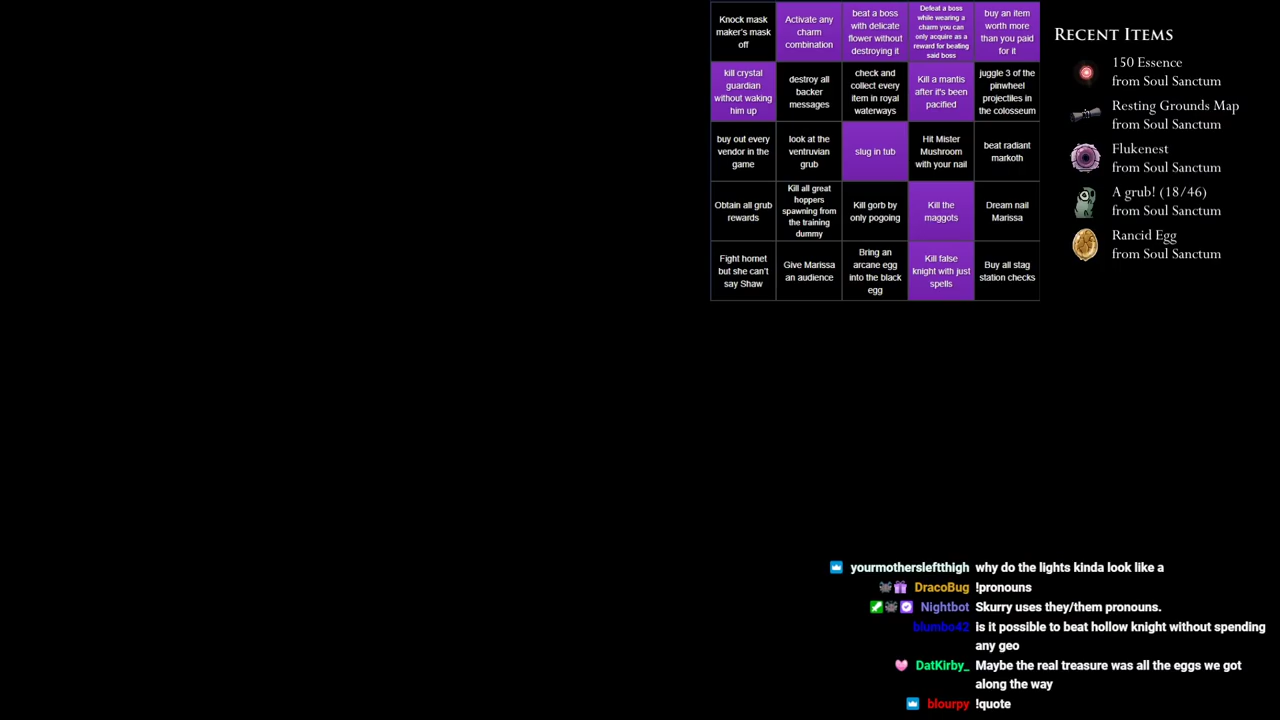 Knock mask
maker's mask
off
Activate any
charm
combination
beat a boss
with delicate
flower without
destroying it
Defeat a boss
while wearing a
charm you can
only acquire as a
reward for beating
said boss
buy an item
worth more
than you paid
for it
kill crystal
guardian
without waking
him up
destroy all
backer
messages
check and
collect every
item in royal
waterways
Kill a mantis
after it's been
pacified
juggle 3 of the
pinwheel
projectiles in
the colosseum
buy out every
vendor in the
game
look at the
ventruvian
grub
slug in tub
Hit Mister
Mushroom
with your nail
beat radiant
markoth
Obtain all grub
rewards
Kill all great
hoppers
spawning from
the training
dummy
Kill gorb by
only pogoing
Kill the
maggots
Dream nail
Marissa
Fight hornet
but she can't
say Shaw
Give Marissa
an audience
Bring an
arcane egg
into the black
egg
Kill false
knight with just
spells
Buy all stag
station checks
RECENT ITEMS
150 Essence
from Soul Sanctum
Resting Grounds Map
from Soul Sanctum
Flukenest
from Soul Sanctum
A grub! (18/46)
from Soul Sanctum
Rancid Egg
from Soul Sanctum
yourmothersleftthigh why do the lights kinda look like a
DracoBug !pronouns
Nightbot Skurry uses they/them pronouns.
blumbo42 is it possible to beat hollow knight without spending
any geo
DatKirby_ Maybe the real treasure was all the eggs we got
along the way
blourpy !quote